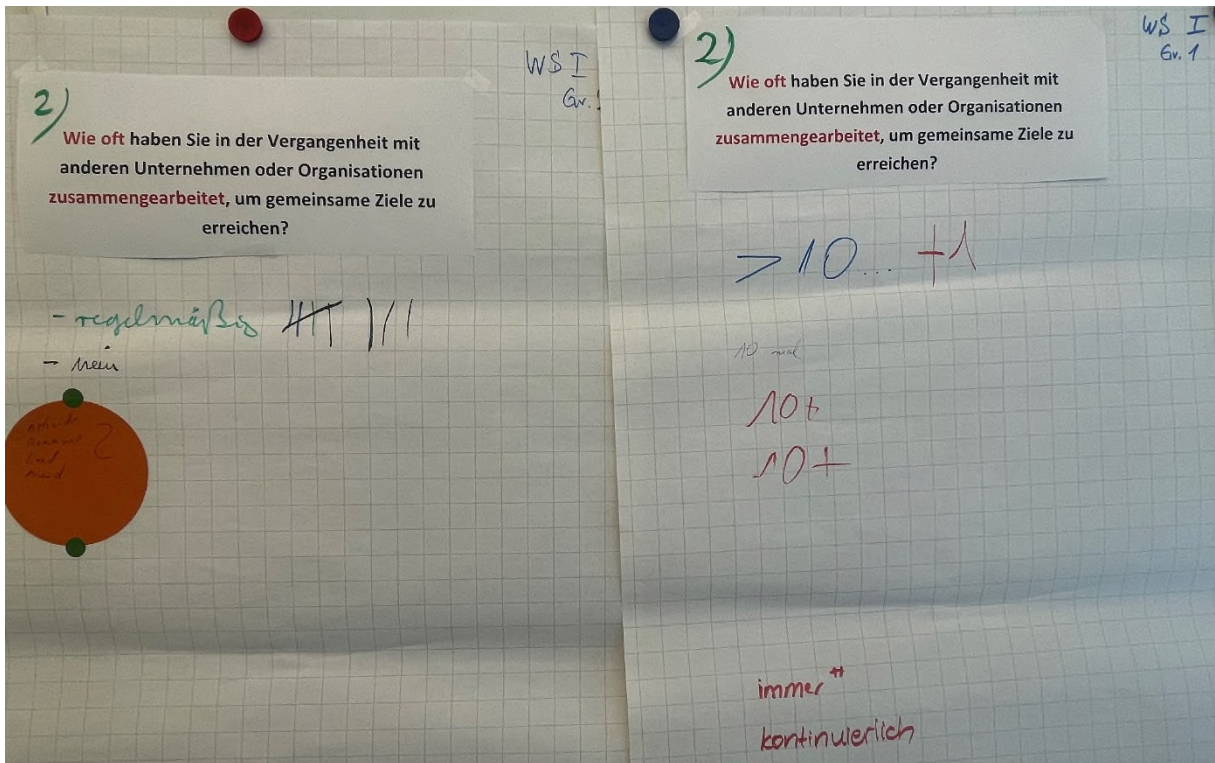 WS I
Gr.
2)
Wie oft haben Sie in der Vergangenheit mit
anderen Unternehmen oder Organisationen
zusammengearbeitet, um gemeinsame Ziele zu
erreichen?
- regelmäßig
- nein
WS I
Gr. 1
2)
Wie oft haben Sie in der Vergangenheit mit
anderen Unternehmen oder Organisationen
zusammengearbeitet, um gemeinsame Ziele zu
erreichen?
>10... +1
10 mal
10+
10+
immer
kontinuierlich